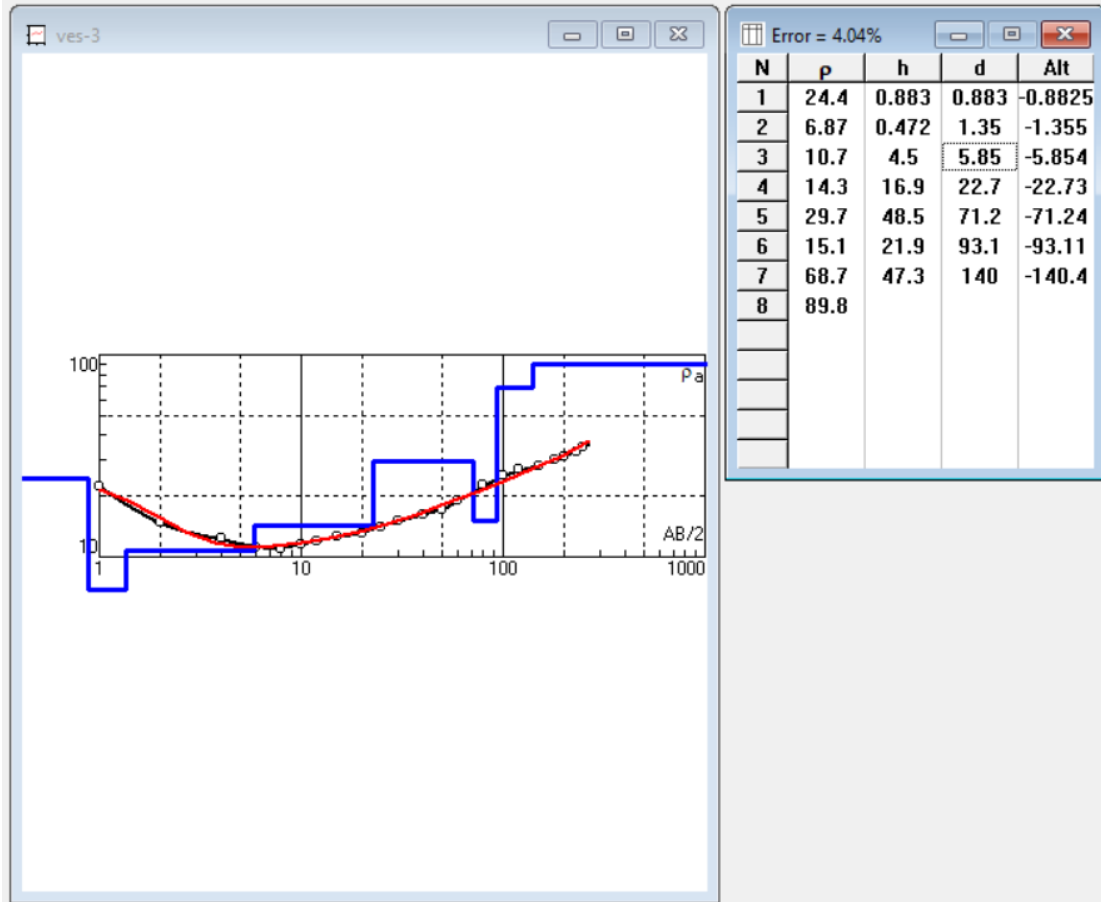 ves-3
100
ρa
10
AB/2
1 10 100 1000
Error = 4.04%
N ρ h d Alt
1 24.4 0.883 0.883 -0.8825
2 6.87 0.472 1.35 -1.355
3 10.7 4.5 5.85 -5.854
4 14.3 16.9 22.7 -22.73
5 29.7 48.5 71.2 -71.24
6 15.1 21.9 93.1 -93.11
7 68.7 47.3 140 -140.4
8 89.8